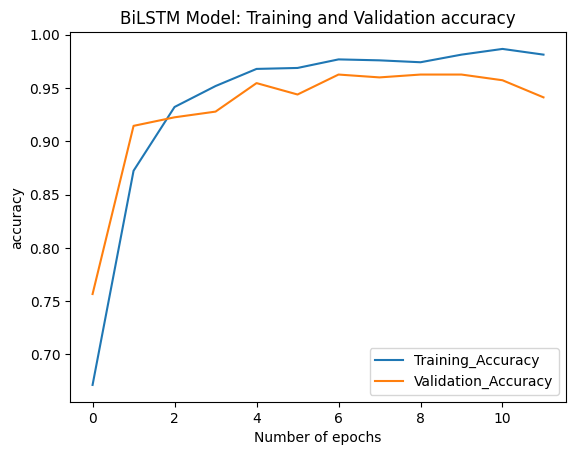 BiLSTM Model: Training and Validation accuracy
1.00
0.95
0.90
0.85
0.80
0.75
0.70
accuracy
Training_Accuracy
Validation_Accuracy
0 2 4 6 8 10
Number of epochs